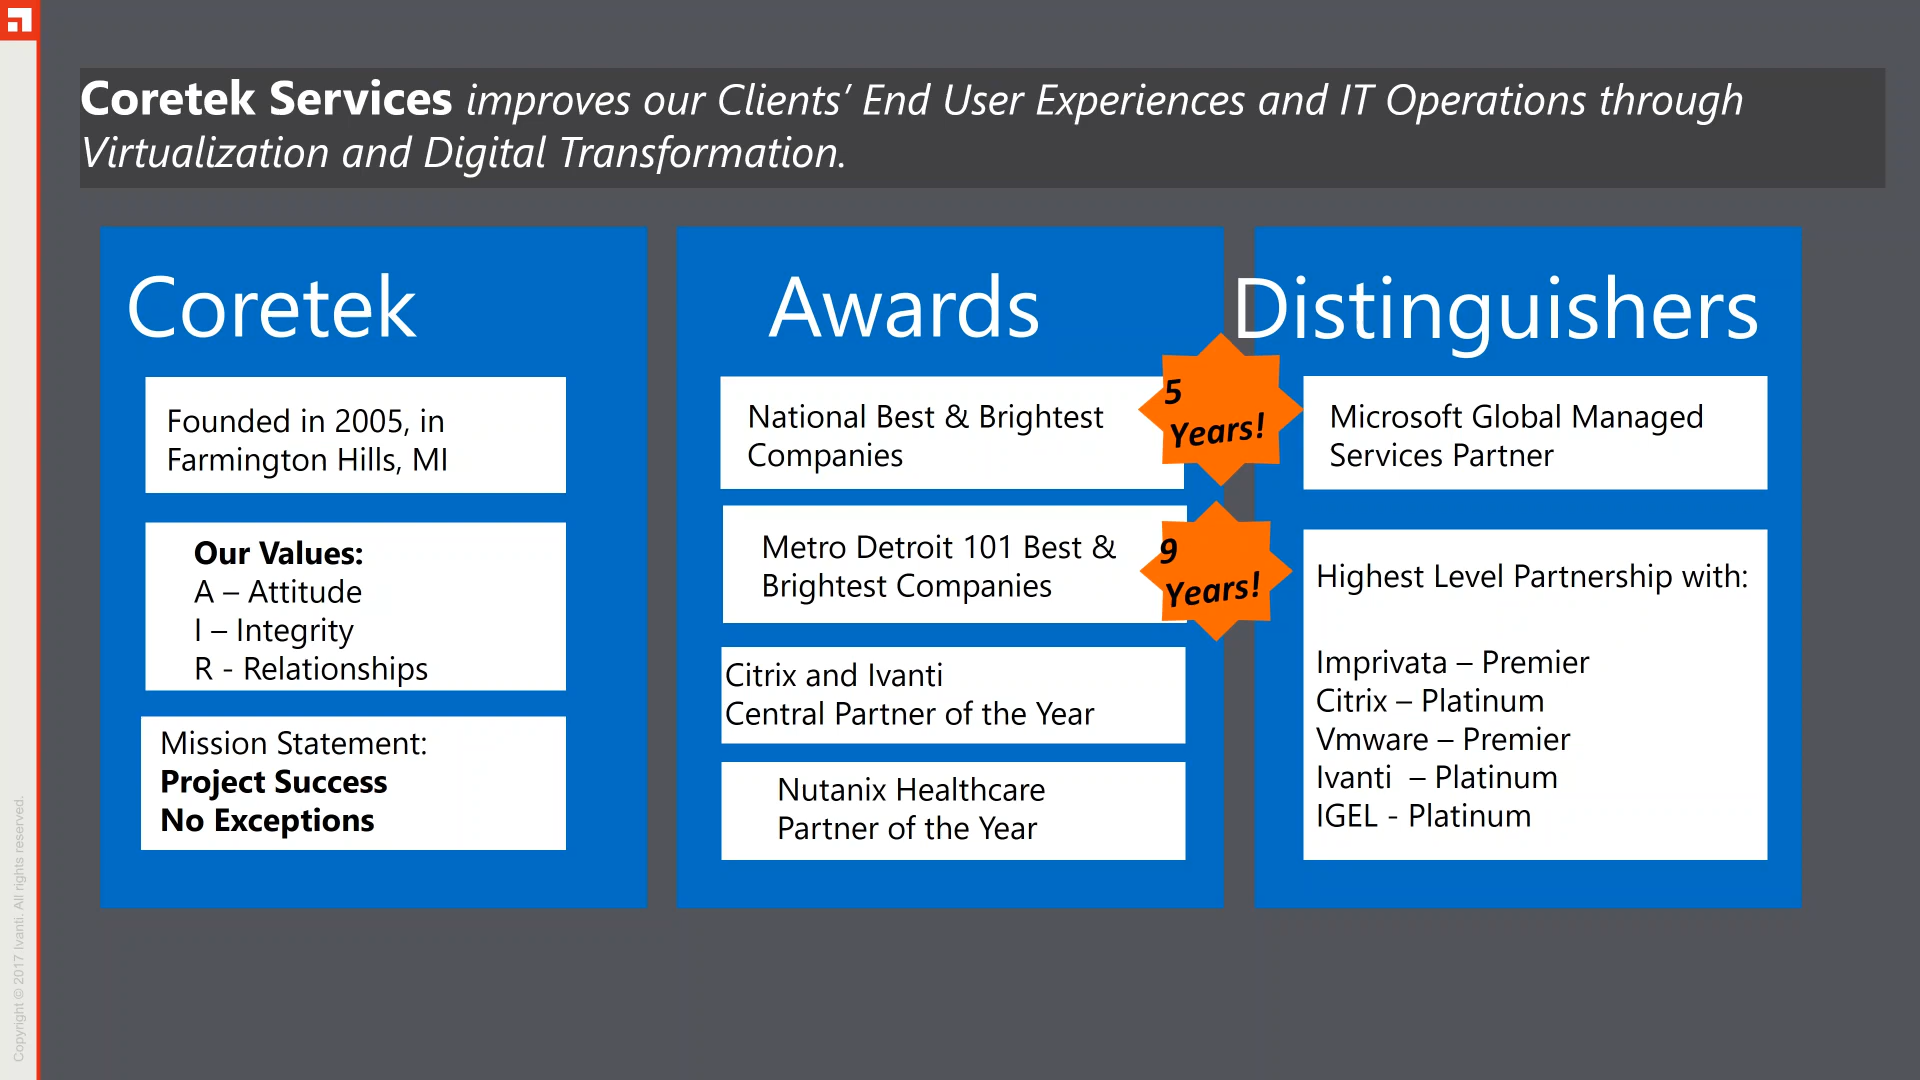 Coretek Services improves our Clients’ End User Experiences and IT Operations through
Virtualization and Digital Transformation.
Coretek
Founded in 2005, in
Farmington Hills, MI
Our Values:
A – Attitude
I – Integrity
R - Relationships
Mission Statement:
Project Success
No Exceptions
Awards
National Best & Brightest
Companies
5
Years!
Metro Detroit 101 Best &
Brightest Companies
9
Years!
Citrix and Ivanti
Central Partner of the Year
Nutanix Healthcare
Partner of the Year
Distinguishers
Microsoft Global Managed
Services Partner
Highest Level Partnership with:
Imprivata – Premier
Citrix – Platinum
Vmware – Premier
Ivanti  – Platinum
IGEL - Platinum
Copyright © 2017 Ivanti. All rights reserved.